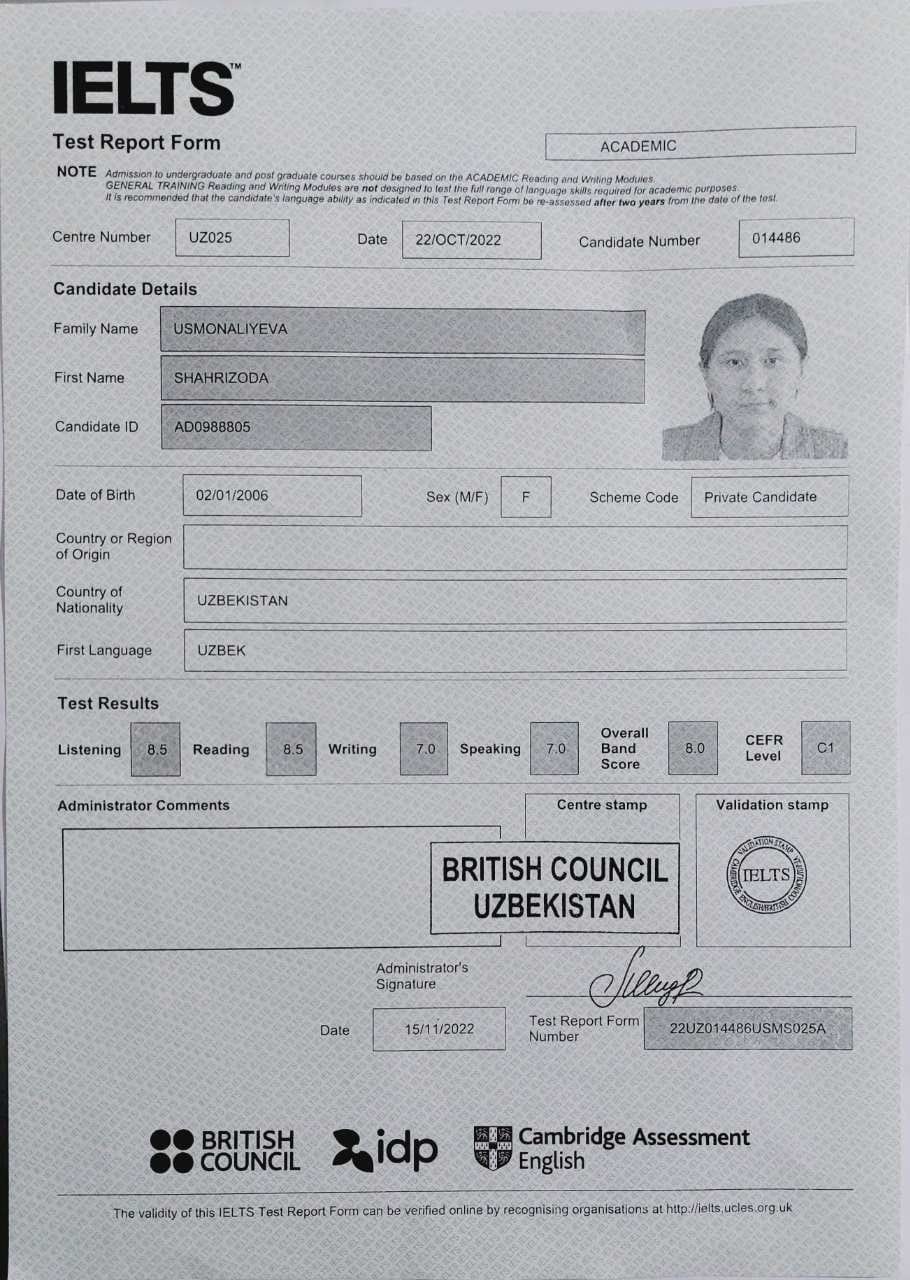 IELTS™
Test Report Form
ACADEMIC
NOTE Admission to undergraduate and post graduate courses should be based on the ACADEMIC Reading and Writing Modules.
GENERAL TRAINING Reading and Writing Modules are not designed to test the full range of language skills required for academic purposes.
It is recommended that the candidate's language ability as indicated in this Test Report Form be re-assessed after two years from the date of the test.
Centre Number UZ025 Date 22/OCT/2022 Candidate Number 014486
Candidate Details
Family Name USMONALIYEVA
First Name SHAHRIZODA
Candidate ID AD0988805
Date of Birth 02/01/2006 Sex (M/F) F Scheme Code Private Candidate
Country or Region
of Origin
Country of
Nationality UZBEKISTAN
First Language UZBEK
Test Results
Listening 8.5 Reading 8.5 Writing 7.0 Speaking 7.0 Overall Band Score 8.0 CEFR Level C1
Administrator Comments Centre stamp Validation stamp
BRITISH COUNCIL
UZBEKISTAN
IELTS
VALIDATION STAMP
Administrator's
Signature
Date 15/11/2022 Test Report Form Number 22UZ014486USMS025A
BRITISH COUNCIL
idp
Cambridge Assessment
English
The validity of this IELTS Test Report Form can be verified online by recognising organisations at http://ielts.ucles.org.uk